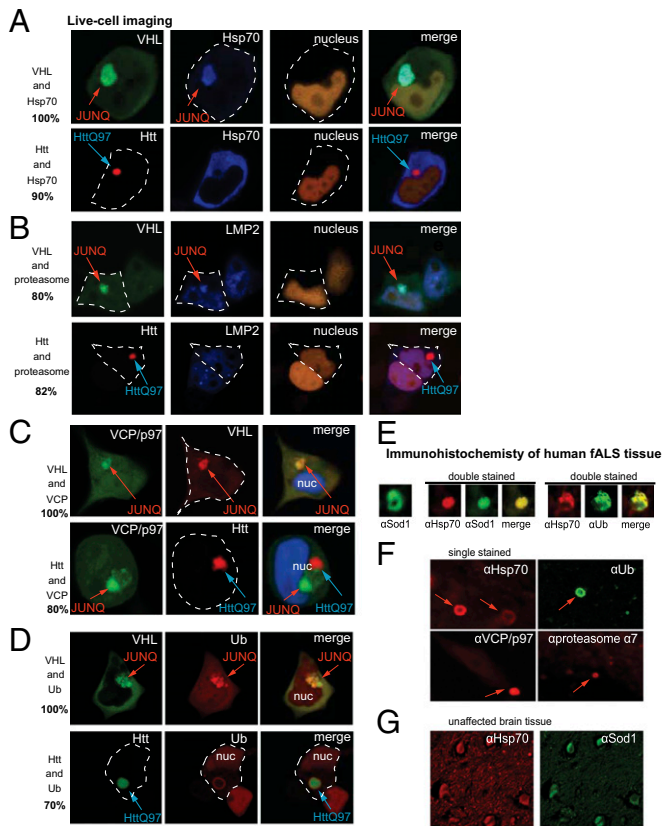 A
Live-cell imaging
VHL
Hsp70
nucleus
merge
VHL
and
Hsp70
100%
JUNQ
JUNQ
JUNQ
Htt
Hsp70
nucleus
merge
HttQ97
HttQ97
Htt
and
Hsp70
90%
B
VHL
LMP2
nucleus
merge
JUNQ
JUNQ
JUNQ
VHL
and
proteasome
80%
Htt
LMP2
nucleus
merge
Htt
and
proteasome
82%
HttQ97
HttQ97
C
VCP/p97
VHL
merge
VHL
and
VCP
100%
nuc
JUNQ
JUNQ
JUNQ
VCP/p97
Htt
merge
Htt
and
VCP
80%
nuc
JUNQ
HttQ97
JUNQ
HttQ97
D
VHL
Ub
merge
JUNQ
JUNQ
JUNQ
VHL
and
Ub
100%
nuc
Htt
Ub
merge
nuc
nuc
Htt
and
Ub
70%
HttQ97
HttQ97
E
Immunohistochemisty of human fALS tissue
double stained
double stained
αSod1
αHsp70
αSod1
merge
αHsp70
αUb
merge
F
single stained
αHsp70
αUb
αVCP/p97
αproteasome α7
G
unaffected brain tissue
αHsp70
αSod1